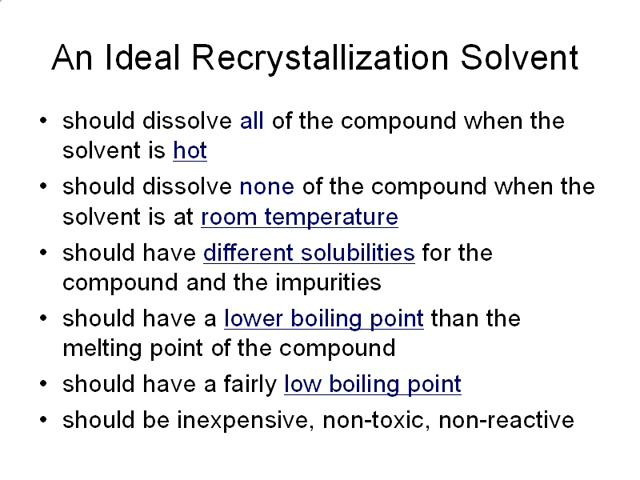 An Ideal Recrystallization Solvent
• should dissolve all of the compound when the
solvent is hot
• should dissolve none of the compound when the
solvent is at room temperature
• should have different solubilities for the
compound and the impurities
• should have a lower boiling point than the
melting point of the compound
• should have a fairly low boiling point
• should be inexpensive, non-toxic, non-reactive